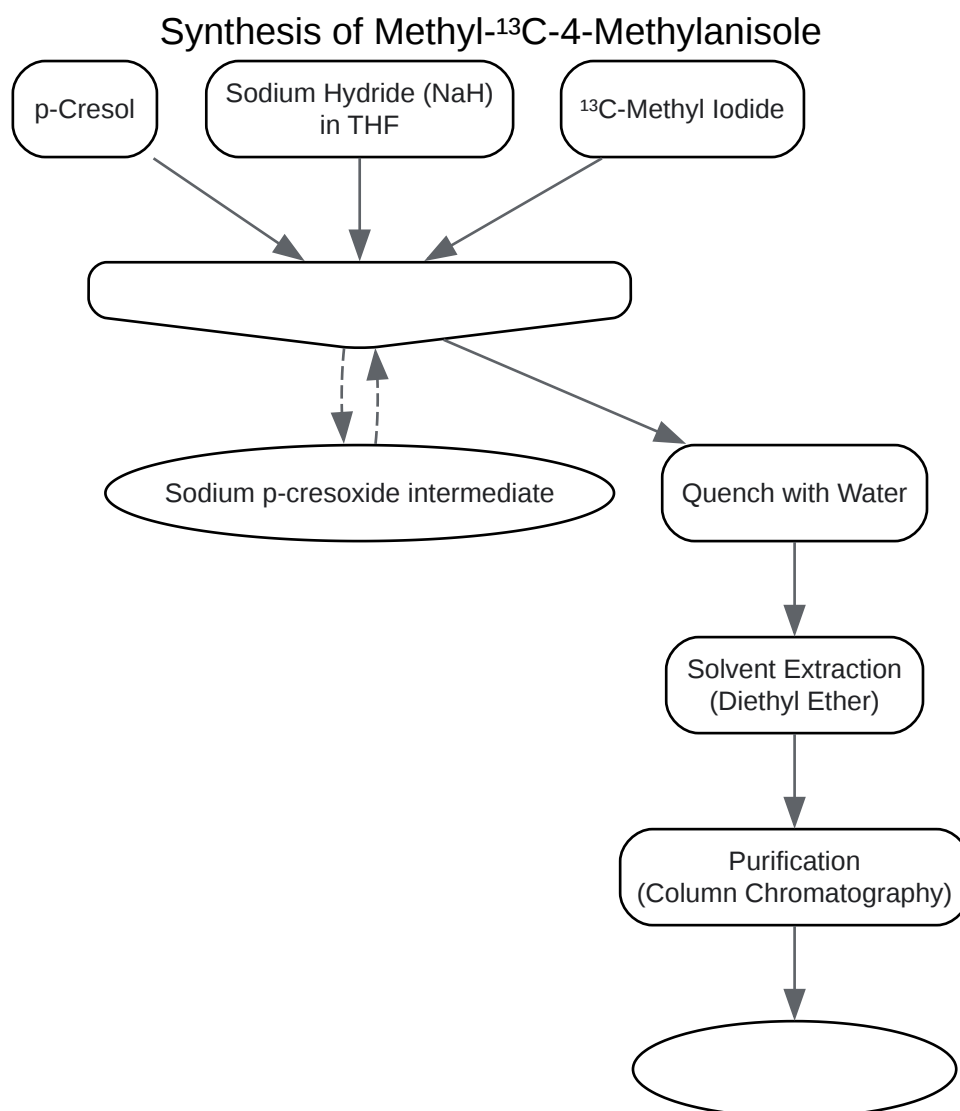 Synthesis of Methyl-¹³C-4-Methylanisole
p-Cresol
Sodium Hydride (NaH)
in THF
¹³C-Methyl Iodide
Sodium p-cresoxide intermediate
Quench with Water
Solvent Extraction
(Diethyl Ether)
Purification
(Column Chromatography)